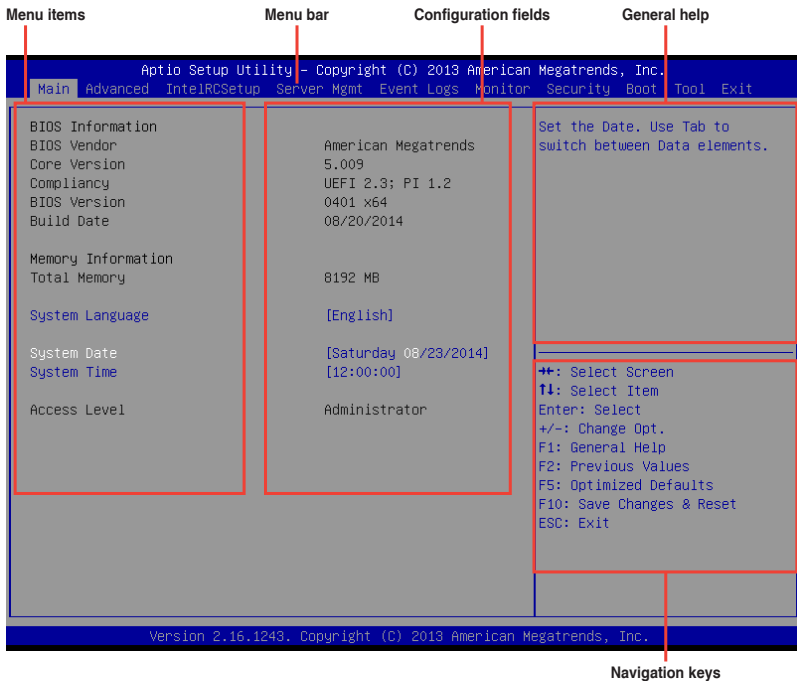 Menu items Menu bar Configuration fields General help
Aptio Setup Utility – Copyright (C) 2013 American Megatrends, Inc.
Main Advanced IntelRCSetup Server Mgmt Event Logs Monitor Security Boot Tool Exit
BIOS Information
BIOS Vendor American Megatrends
Core Version 5.009
Compliancy UEFI 2.3; PI 1.2
BIOS Version 0401 x64
Build Date 08/20/2014
Memory Information
Total Memory 8192 MB
System Language [English]
System Date [Saturday 08/23/2014]
System Time [12:00:00]
Access Level Administrator
Set the Date. Use Tab to
switch between Data elements.
→←: Select Screen
↑↓: Select Item
Enter: Select
+/-: Change Opt.
F1: General Help
F2: Previous Values
F5: Optimized Defaults
F10: Save Changes & Reset
ESC: Exit
Version 2.16.1243. Copyright (C) 2013 American Megatrends, Inc.
Navigation keys